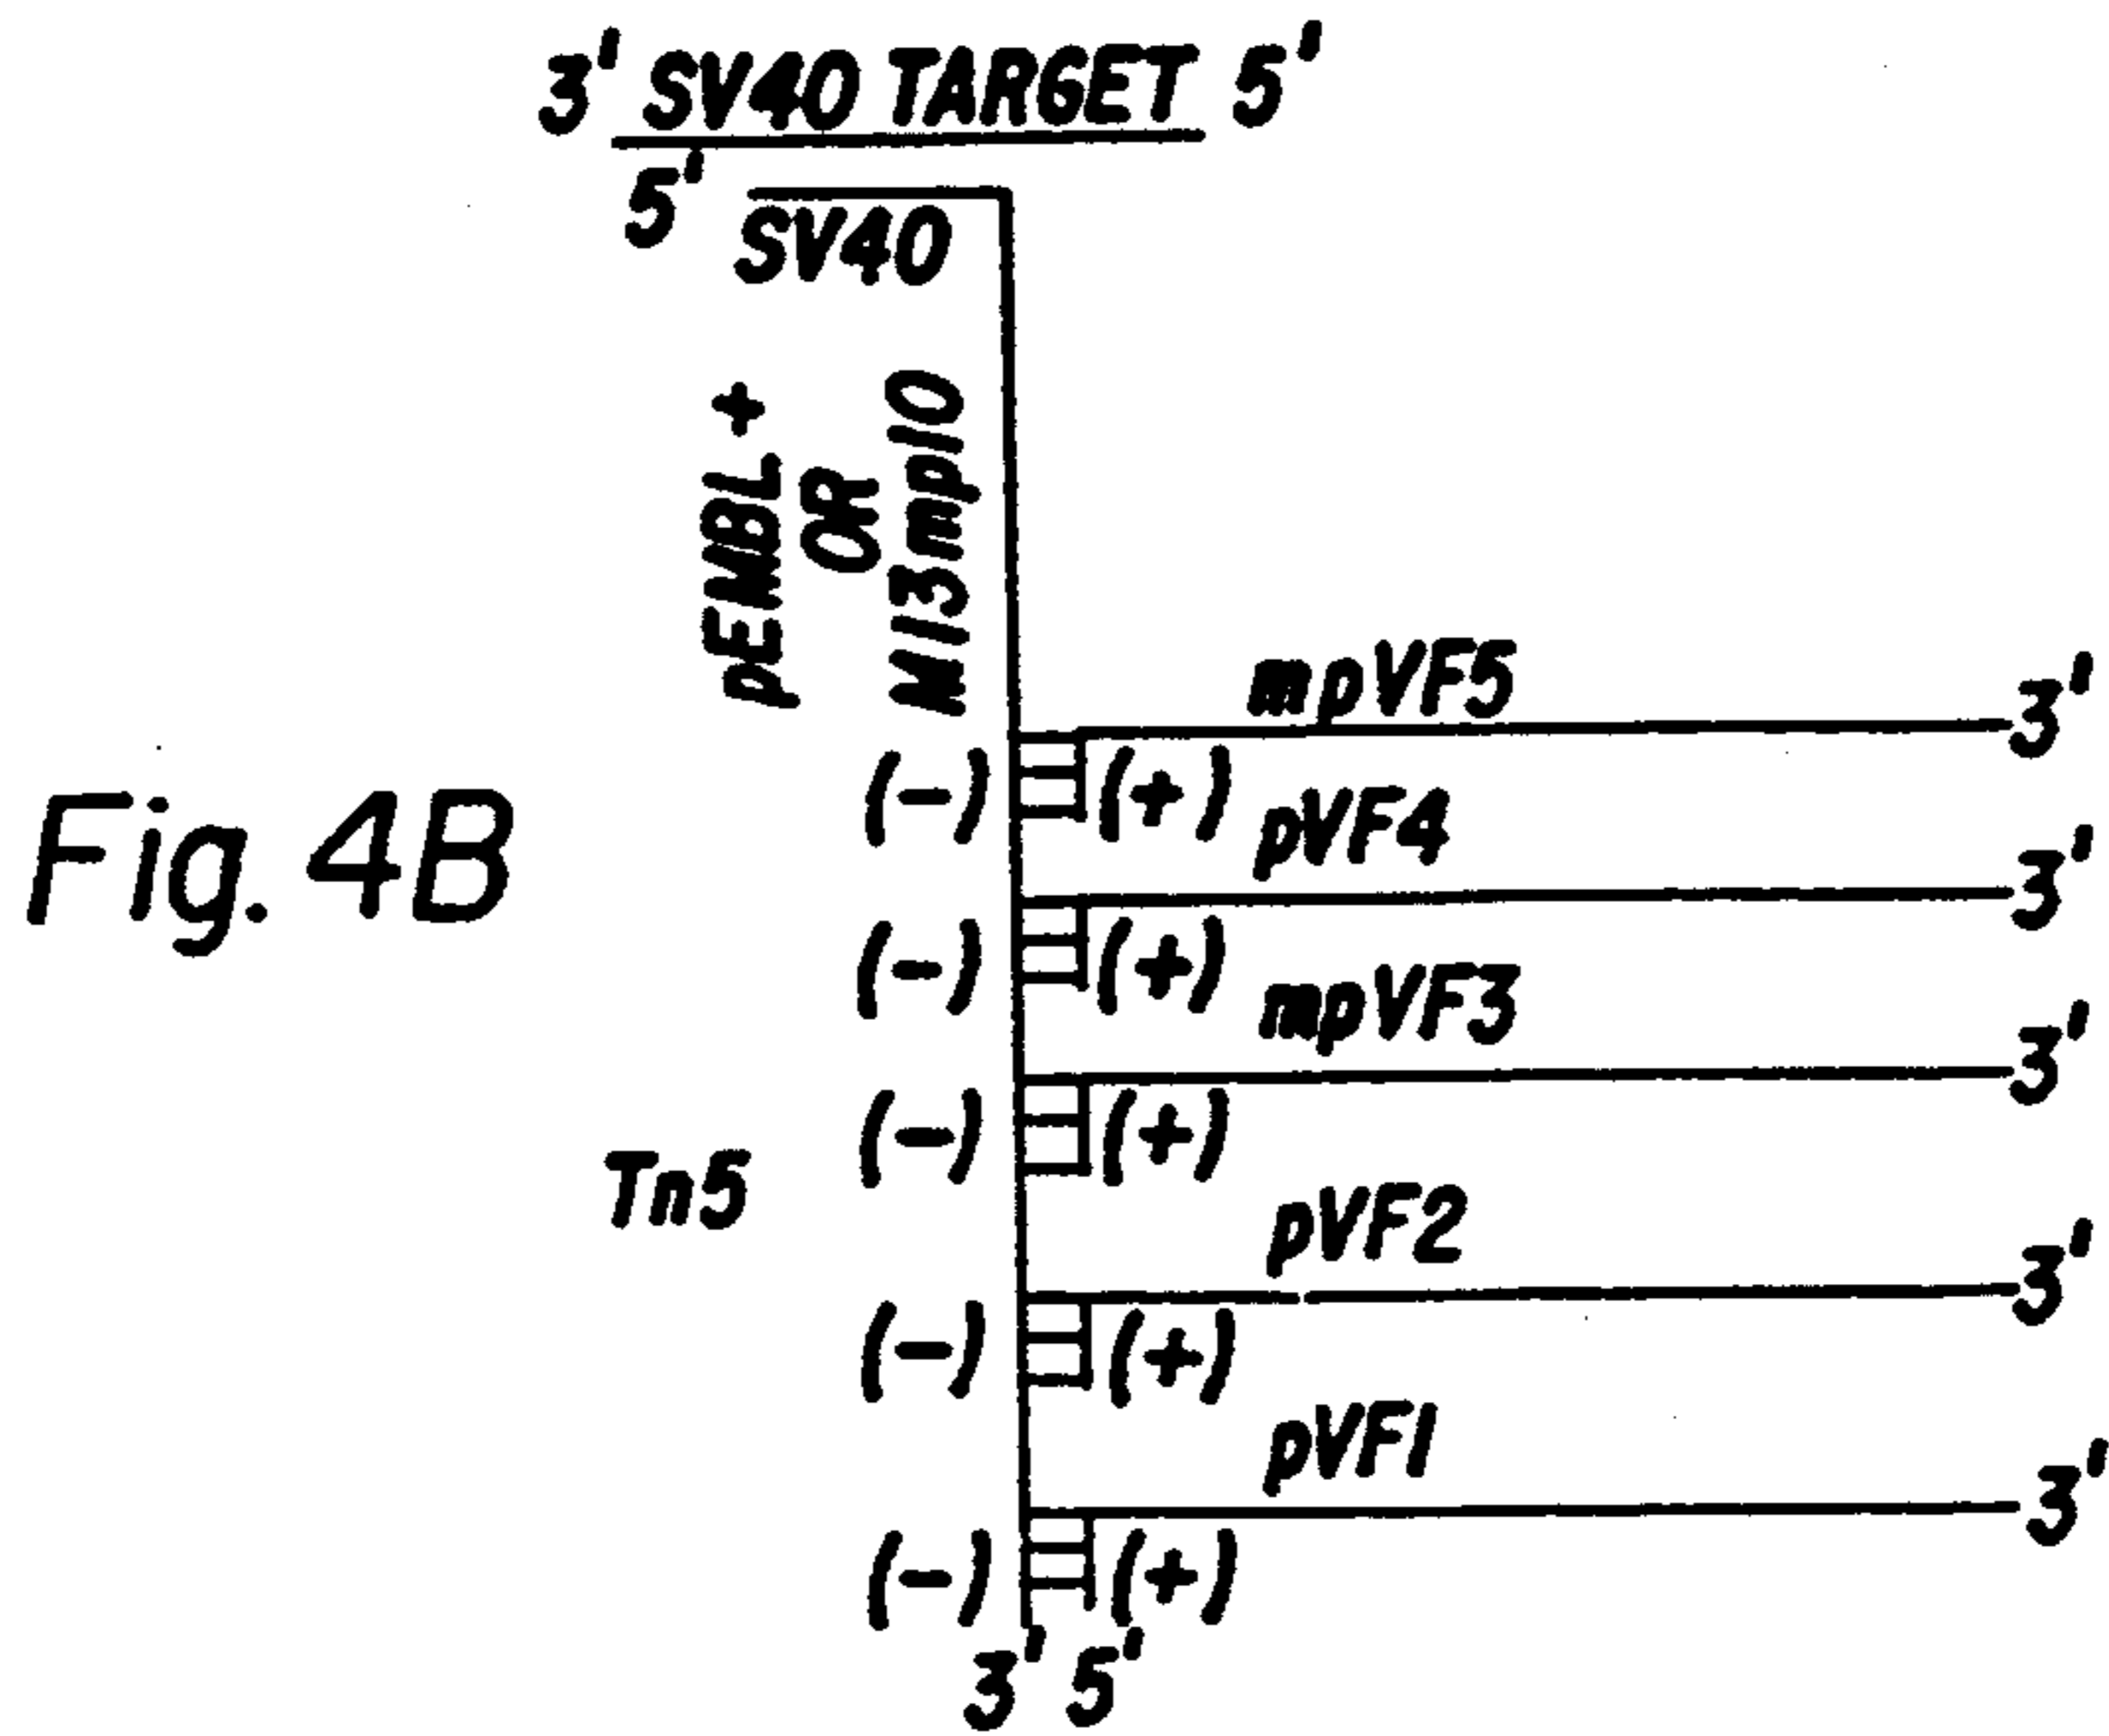 3' SV40 TARGET 5'
5'
SV40
pEMBL +
OR
M13mp10
mpVF5 3'
(-) (+)
pVF4 3'
(-) (+)
mpVF3 3'
(-) (+)
Tn5
pVF2 3'
(-) (+)
pVF1 3'
(-) (+)
3' 5'
Fig. 4B